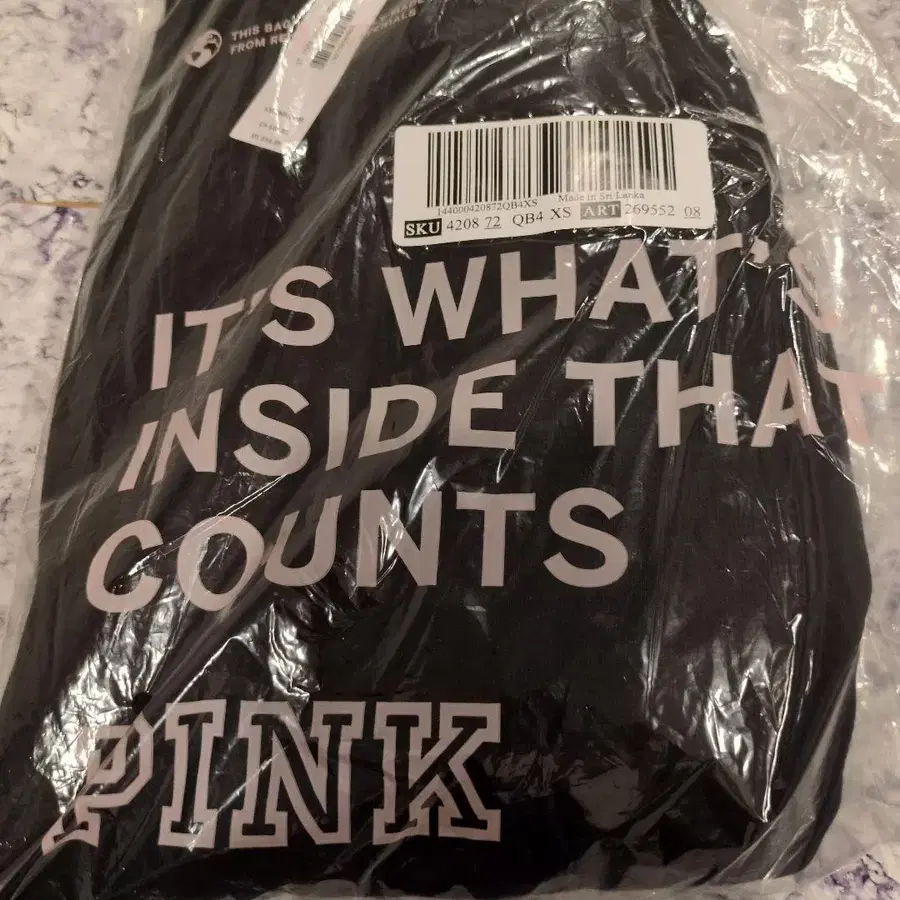 THIS BAG
FROM RE
144000420872QB4XS
Made in Sri Lanka
SKU 4208 72 QB4 XS ART 269552 08
IT'S WHAT'S
INSIDE THAT
COUNTS
PINK